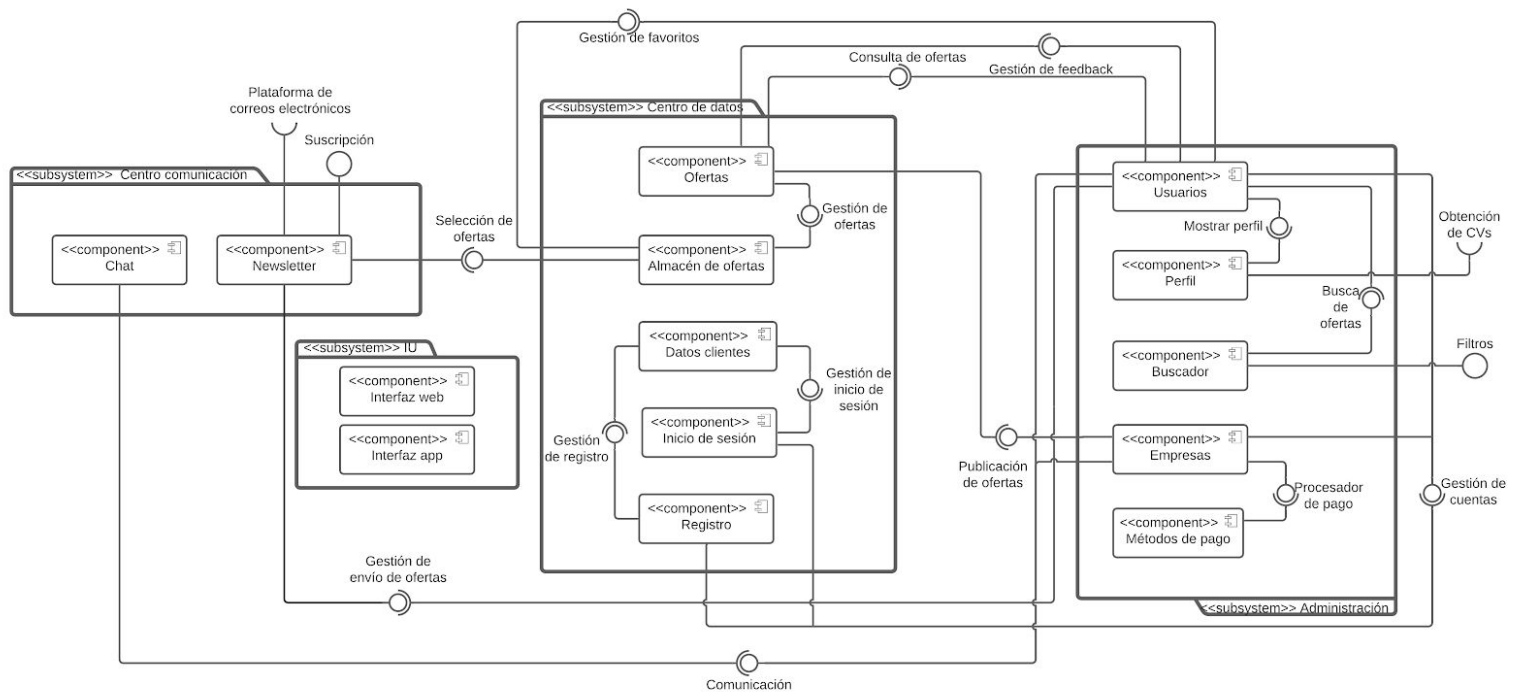 Gestión de favoritos
Consulta de ofertas
Gestión de feedback
Plataforma de
correos electrónicos
Suscripción
<<subsystem>> Centro comunicación
<<component>>
Chat
<<component>>
Newsletter
Selección de
ofertas
<<subsystem>> Centro de datos
<<component>>
Ofertas
Gestión de
ofertas
<<component>>
Almacén de ofertas
<<component>>
Datos clientes
Gestión de
inicio de
sesión
<<component>>
Inicio de sesión
Gestión
de registro
<<component>>
Registro
<<subsystem>> IU
<<component>>
Interfaz web
<<component>>
Interfaz app
Gestión de
envío de ofertas
Publicación
de ofertas
<<component>>
Usuarios
Mostrar perfil
<<component>>
Perfil
Obtención
de CVs
Busca
de
ofertas
<<component>>
Buscador
Filtros
<<component>>
Empresas
Procesador
de pago
Gestión de
cuentas
<<component>>
Métodos de pago
<<subsystem>> Administración
Comunicación